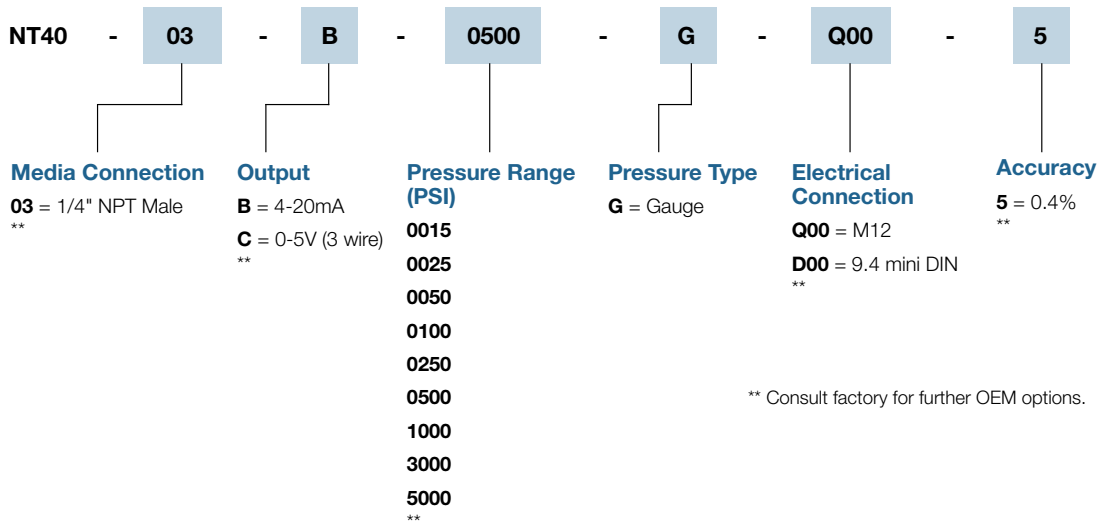 NT40 - 03 - B - 0500 - G - Q00 - 5
Media Connection
03 = 1/4" NPT Male
**
Output
B = 4-20mA
C = 0-5V (3 wire)
**
Pressure Range
(PSI)
0015
0025
0050
0100
0250
0500
1000
3000
5000
**
Pressure Type
G = Gauge
Electrical
Connection
Q00 = M12
D00 = 9.4 mini DIN
**
Accuracy
5 = 0.4%
**
** Consult factory for further OEM options.